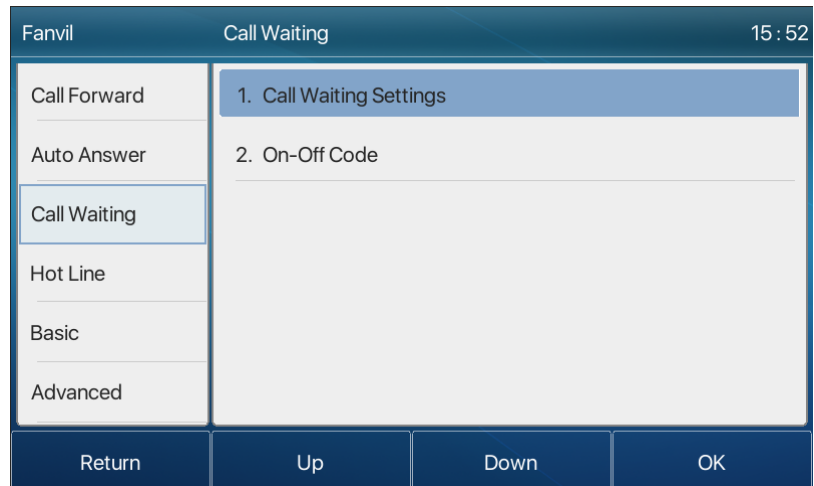 Fanvil Call Waiting 15:52
Call Forward
Auto Answer
Call Waiting
Hot Line
Basic
Advanced
1. Call Waiting Settings
2. On-Off Code
Return Up Down OK